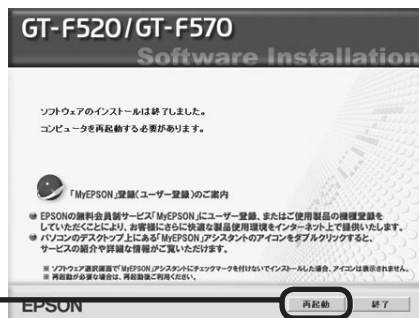 GT-F520/GT-F570
Software Installation
ソフトウェアのインストールは終了しました。
コンピュータを再起動する必要があります。
「MyEPSON」登録(ユーザー登録)のご案内
EPSONの無料会員制サービス「MyEPSON」にユーザー登録、またはご使用製品の機種登録を
していただくことにより、お客様にさらに快適な製品使用環境をインターネット上で提供いたします。
パソコンのデスクトップ上にある「MyEPSON」アシスタントのアイコンをダブルクリックすると、
サービスの紹介や詳細な情報がご覧いただけます。
※ ソフトウェア選択画面で「MyEPSON」アシスタントにチェックマークを付けないでインストールした場合、アイコンは表示されません。
※ 再起動が必要な場合は、再起動後ご利用ください。
EPSON
再起動
終了